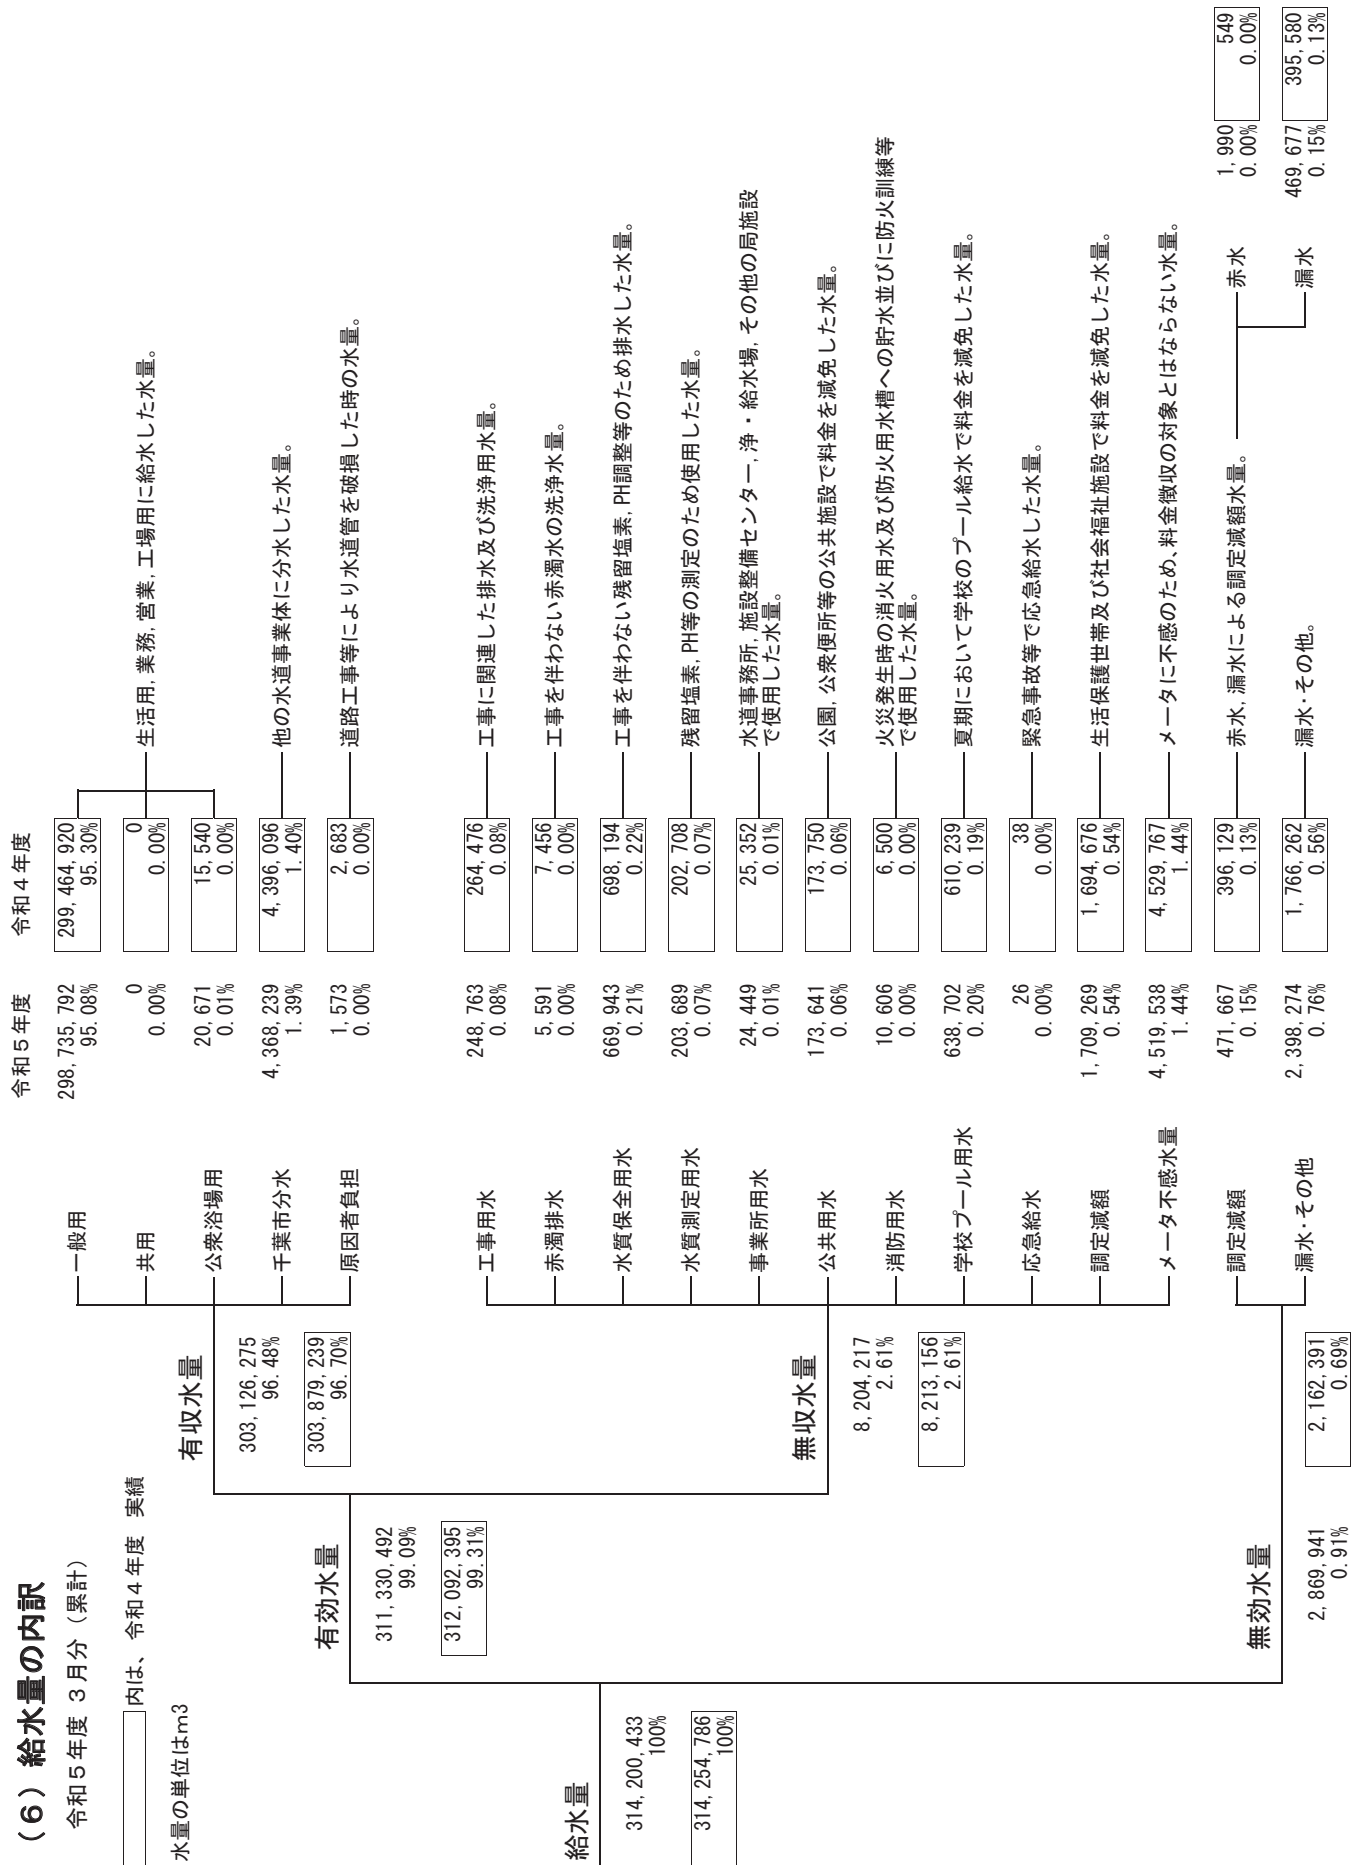 (６) 給水量の内訳
令和５年度 ３月分（累計）
内は、令和４年度 実績
水量の単位はm3
給水量
314,200,433
100%
314,254,786
100%
有効水量
311,330,492
99.09%
312,092,395
99.31%
無効水量
2,869,941
0.91%
2,162,391
0.69%
有収水量
303,126,275
96.48%
303,879,239
96.70%
無収水量
8,204,217
2.61%
8,213,156
2.61%
令和５年度
令和４年度
一般用
298,735,792
95.08%
299,464,920
95.30%
共用
0
0.00%
0
0.00%
生活用,業務,営業,工場用に給水した水量。
公衆浴場用
20,671
0.01%
15,540
0.00%
千葉市分水
4,368,239
1.39%
4,396,096
1.40%
他の水道事業体に分水した水量。
原因者負担
1,573
0.00%
2,683
0.00%
道路工事等により水道管を破損した時の水量。
工事用水
248,763
0.08%
264,476
0.08%
工事に関連した排水及び洗浄用水量。
赤濁排水
5,591
0.00%
7,456
0.00%
工事を伴わない赤濁水の洗浄水量。
水質保全用水
669,943
0.21%
698,194
0.22%
工事を伴わない残留塩素,PH調整等のため排水した水量。
水質測定用水
203,689
0.07%
202,708
0.07%
残留塩素,PH等の測定のため使用した水量。
事業所用水
24,449
0.01%
25,352
0.01%
水道事務所,施設整備センター,浄・給水場,その他の局施設
で使用した水量。
公共用水
173,641
0.06%
173,750
0.06%
公園,公衆便所等の公共施設で料金を減免した水量。
消防用水
10,606
0.00%
6,500
0.00%
火災発生時の消火用水及び防火用水槽への貯水並びに防火訓練等
で使用した水量。
学校プール用水
638,702
0.20%
610,239
0.19%
夏期において学校のプール給水で料金を減免した水量。
応急給水
26
0.00%
38
0.00%
緊急事故等で応急給水した水量。
調定減額
1,709,269
0.54%
1,694,676
0.54%
生活保護世帯及び社会福祉施設で料金を減免した水量。
メータ不感水量
4,519,538
1.44%
4,529,767
1.44%
メータに不感のため、料金徴収の対象とはならない水量。
調定減額
471,667
0.15%
396,129
0.13%
赤水,漏水による調定減額水量。
赤水
1,990
0.00%
549
0.00%
漏水・その他
2,398,274
0.76%
1,766,262
0.56%
漏水・その他。
漏水
469,677
0.15%
395,580
0.13%